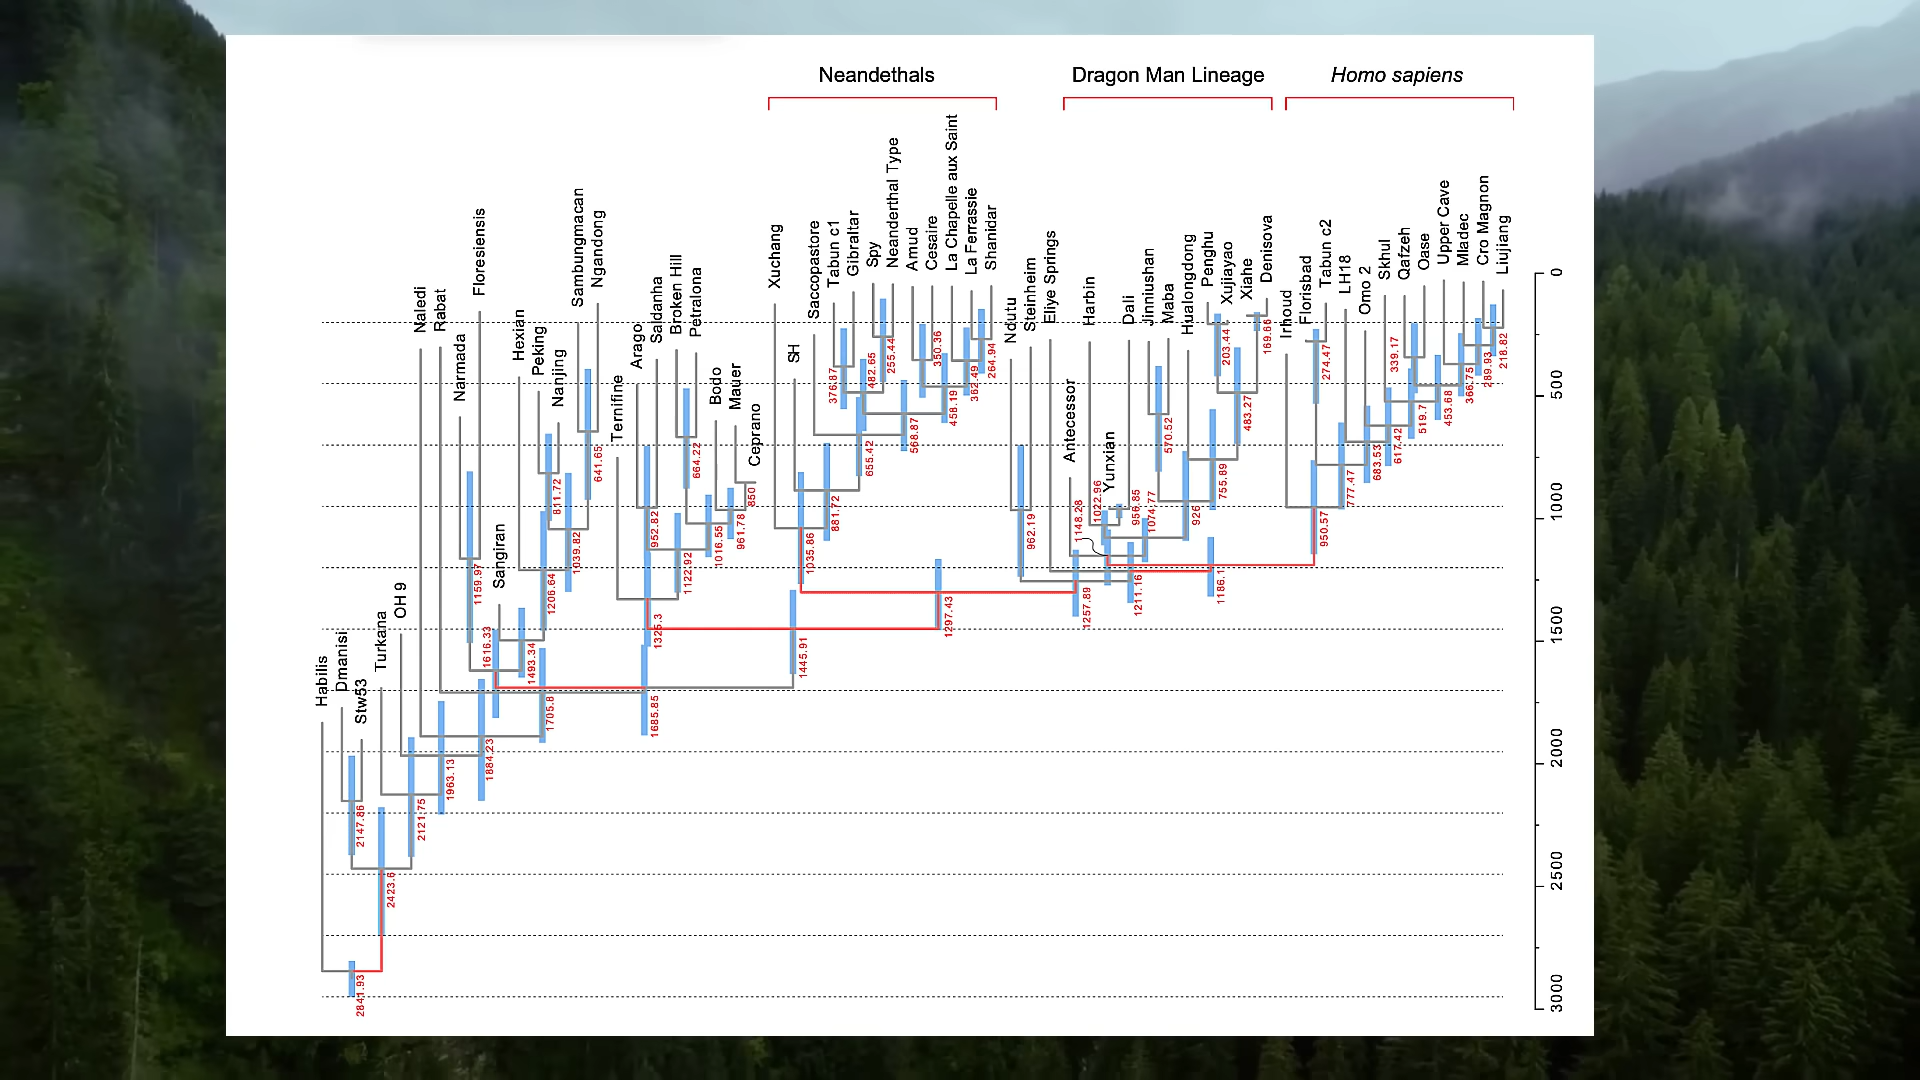 Neandethals
Dragon Man Lineage
Homo sapiens
Habilis
Dmanisi
Stw53
Turkana
OH 9
Naledi
Rabat
Narmada
Floresiensis
Sangiran
Hexian
Peking
Nanjing
Sambungmacan
Ngandong
Ternifine
Arago
Saldanha
Broken Hill
Petralona
Bodo
Mauer
Ceprano
Xuchang
SH
Saccopastore
Tabun c1
Gibraltar
Spy
Neanderthal Type
Amud
Cesaire
La Chapelle aux Saint
La Ferrassie
Shanidar
Ndutu
Steinheim
Eliye Springs
Antecessor
Harbin
Yunxian
Dali
Jinniushan
Maba
Hualongdong
Penghu
Xujiayao
Xiahe
Denisova
Irhoud
Florisbad
Tabun c2
LH18
Omo 2
Skhul
Qafzeh
Oase
Upper Cave
Mladec
Cro Magnon
Liujiang
2841.93
2147.86
2423.6
2121.75
1963.13
1884.23
1159.97
1616.33
1493.34
1705.8
1206.64
811.72
1039.82
641.65
1685.85
1325.3
952.82
1122.92
664.22
1016.55
961.78
850
1445.91
1035.86
881.72
376.87
655.42
482.65
255.44
568.87
350.36
458.19
362.49
264.94
1297.43
962.19
1257.89
1148.28
1022.96
1211.16
956.85
1074.77
570.52
926
1186.1
755.89
203.44
483.27
169.66
950.57
274.47
777.47
683.53
617.42
339.17
519.7
453.68
366.75
289.93
218.82
0
500
1000
1500
2000
2500
3000